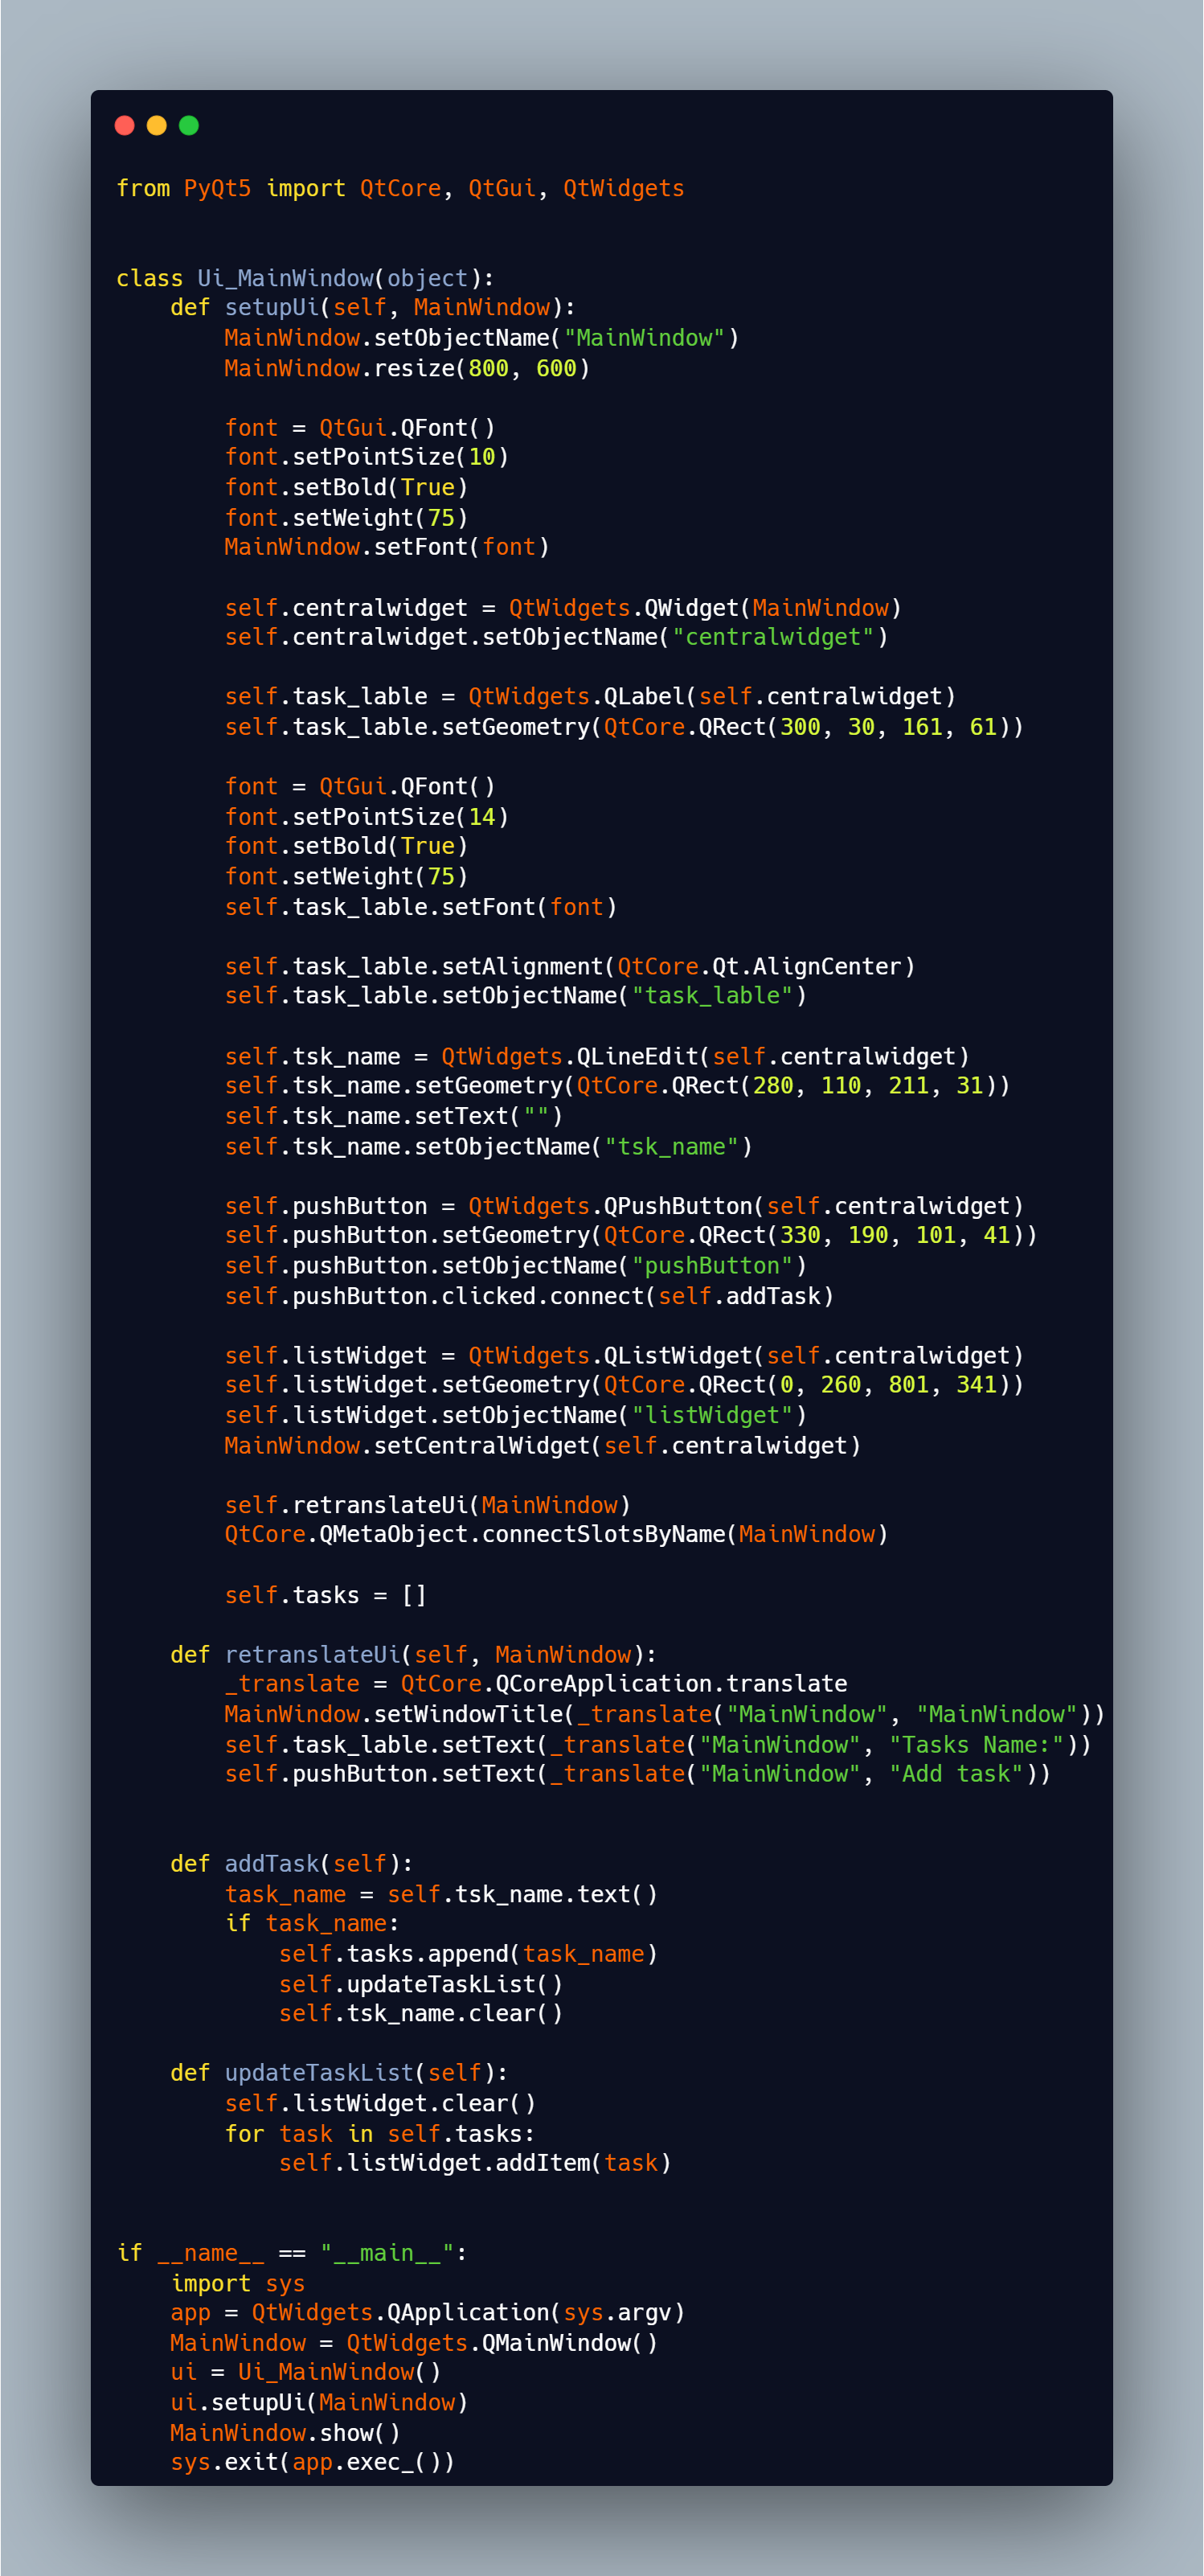 from PyQt5 import QtCore, QtGui, QtWidgets


class Ui_MainWindow(object):
    def setupUi(self, MainWindow):
        MainWindow.setObjectName("MainWindow")
        MainWindow.resize(800, 600)

        font = QtGui.QFont()
        font.setPointSize(10)
        font.setBold(True)
        font.setWeight(75)
        MainWindow.setFont(font)

        self.centralwidget = QtWidgets.QWidget(MainWindow)
        self.centralwidget.setObjectName("centralwidget")

        self.task_lable = QtWidgets.QLabel(self.centralwidget)
        self.task_lable.setGeometry(QtCore.QRect(300, 30, 161, 61))

        font = QtGui.QFont()
        font.setPointSize(14)
        font.setBold(True)
        font.setWeight(75)
        self.task_lable.setFont(font)

        self.task_lable.setAlignment(QtCore.Qt.AlignCenter)
        self.task_lable.setObjectName("task_lable")

        self.tsk_name = QtWidgets.QLineEdit(self.centralwidget)
        self.tsk_name.setGeometry(QtCore.QRect(280, 110, 211, 31))
        self.tsk_name.setText("")
        self.tsk_name.setObjectName("tsk_name")

        self.pushButton = QtWidgets.QPushButton(self.centralwidget)
        self.pushButton.setGeometry(QtCore.QRect(330, 190, 101, 41))
        self.pushButton.setObjectName("pushButton")
        self.pushButton.clicked.connect(self.addTask)

        self.listWidget = QtWidgets.QListWidget(self.centralwidget)
        self.listWidget.setGeometry(QtCore.QRect(0, 260, 801, 341))
        self.listWidget.setObjectName("listWidget")
        MainWindow.setCentralWidget(self.centralwidget)

        self.retranslateUi(MainWindow)
        QtCore.QMetaObject.connectSlotsByName(MainWindow)

        self.tasks = []

    def retranslateUi(self, MainWindow):
        _translate = QtCore.QCoreApplication.translate
        MainWindow.setWindowTitle(_translate("MainWindow", "MainWindow"))
        self.task_lable.setText(_translate("MainWindow", "Tasks Name:"))
        self.pushButton.setText(_translate("MainWindow", "Add task"))


    def addTask(self):
        task_name = self.tsk_name.text()
        if task_name:
            self.tasks.append(task_name)
            self.updateTaskList()
            self.tsk_name.clear()

    def updateTaskList(self):
        self.listWidget.clear()
        for task in self.tasks:
            self.listWidget.addItem(task)


if __name__ == "__main__":
    import sys
    app = QtWidgets.QApplication(sys.argv)
    MainWindow = QtWidgets.QMainWindow()
    ui = Ui_MainWindow()
    ui.setupUi(MainWindow)
    MainWindow.show()
    sys.exit(app.exec_())